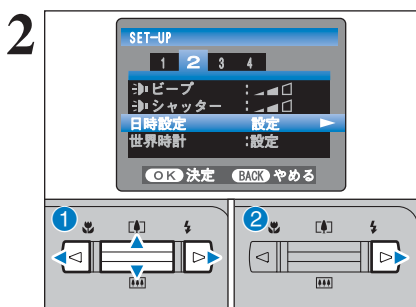 2
SET-UP
1 2 3 4
ビープ :
シャッター :
日時設定 設定
世界時計 :設定
OK 決定 BACK やめる
1 2